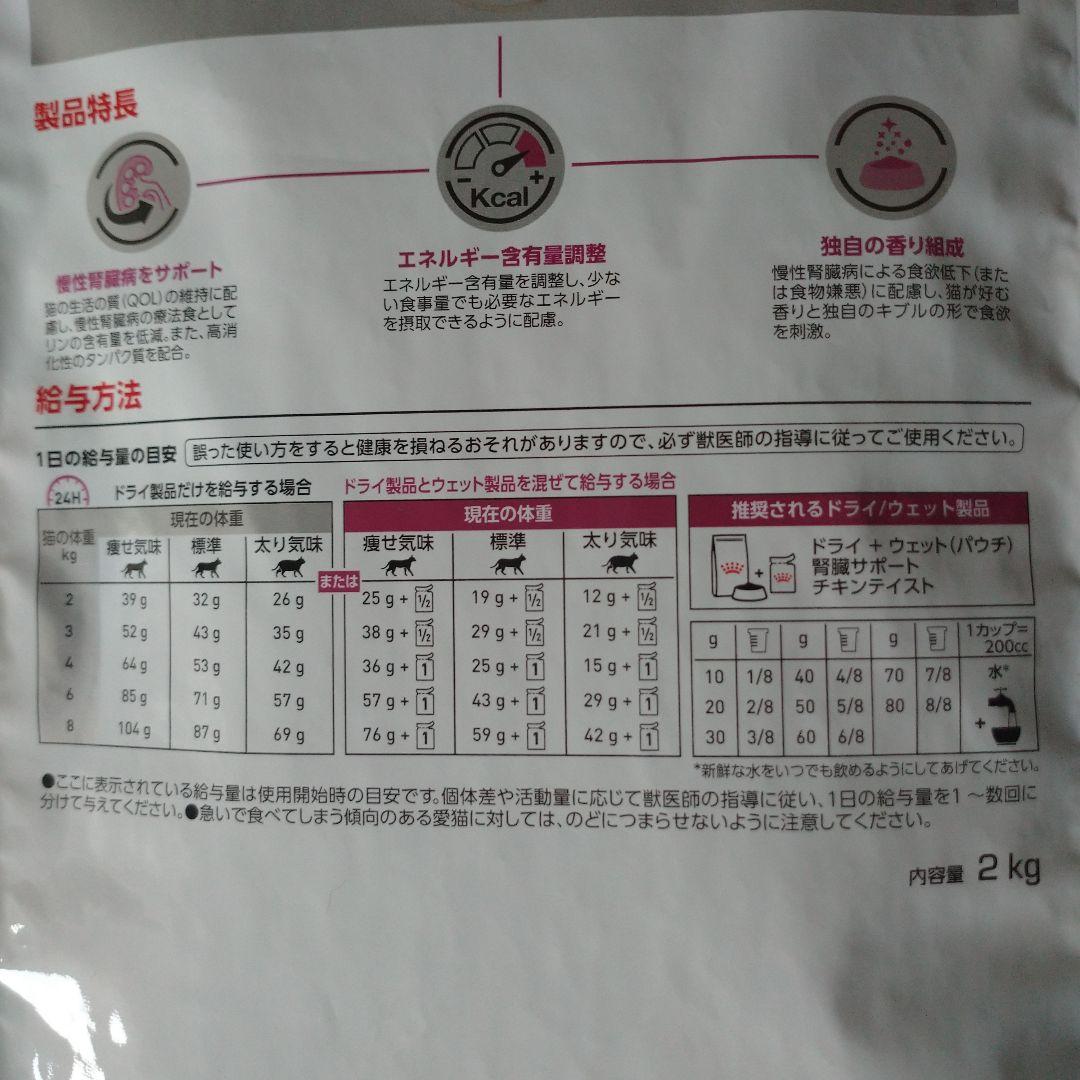 製品特長
Kcal
慢性腎臓病をサポート
猫の生活の質(QOL)の維持に配
慮し、慢性腎臓病の療法食として
リンの含有量を低減。また、高消
化性のタンパク質を配合。
エネルギー含有量調整
エネルギー含有量を調整し、少な
い食事量でも必要なエネルギー
を摂取できるように配慮。
独自の香り組成
慢性腎臓病による食欲低下(また
は食物嫌悪)に配慮し、猫が好む
香りと独自のキブルの形で食欲
を刺激。
給与方法
1日の給与量の目安 誤った使い方をすると健康を損ねるおそれがありますので、必ず獣医師の指導に従ってご使用ください。
24H ドライ製品だけを給与する場合 ドライ製品とウェット製品を混ぜて給与する場合
猫の体重 kg 現在の体重 現在の体重
痩せ気味 標準 太り気味 または 痩せ気味 標準 太り気味
2 39 g 32 g 26 g 25 g + 1/2 19 g + 1/2 12 g + 1/2
3 52 g 43 g 35 g 38 g + 1/2 29 g + 1/2 21 g + 1/2
4 64 g 53 g 42 g 36 g + 1 25 g + 1 15 g + 1
6 85 g 71 g 57 g 57 g + 1 43 g + 1 29 g + 1
8 104 g 87 g 69 g 76 g + 1 59 g + 1 42 g + 1
推奨されるドライ/ウェット製品
ドライ + ウェット(パウチ)
腎臓サポート
チキンテイスト
g g g 1カップ=
200cc
10 1/8 40 4/8 70 7/8 水*
20 2/8 50 5/8 80 8/8
30 3/8 60 6/8
*新鮮な水をいつでも飲めるようにしてあげてください。
●ここに表示されている給与量は使用開始時の目安です。個体差や活動量に応じて獣医師の指導に従い、1日の給与量を1～数回に
分けて与えてください。●急いで食べてしまう傾向のある愛猫に対しては、のどにつまらせないように注意してください。
内容量 2 kg